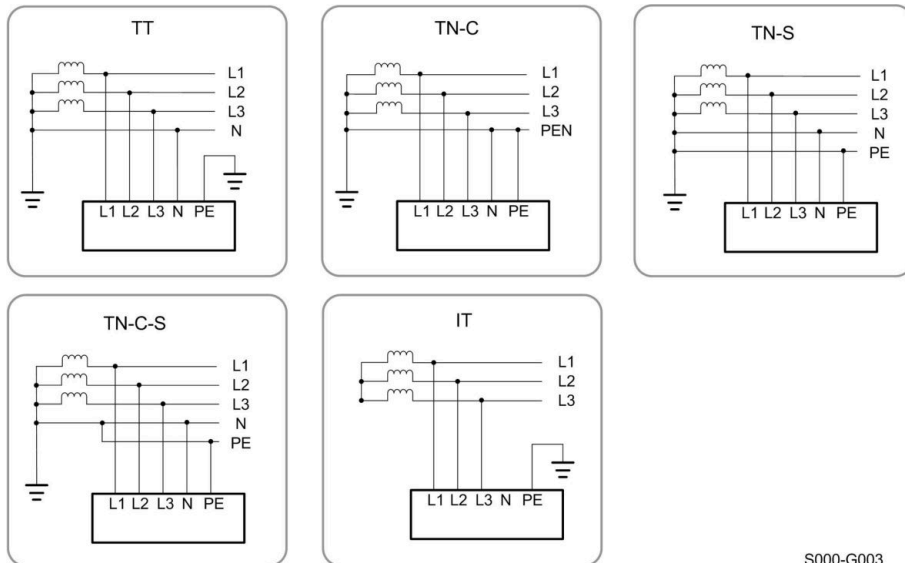 TT
L1
L2
L3
N
L1 L2 L3 N PE
TN-C
L1
L2
L3
PEN
L1 L2 L3 N PE
TN-S
L1
L2
L3
N
PE
L1 L2 L3 N PE
TN-C-S
L1
L2
L3
N
PE
L1 L2 L3 N PE
IT
L1
L2
L3
L1 L2 L3 N PE
S000-G003